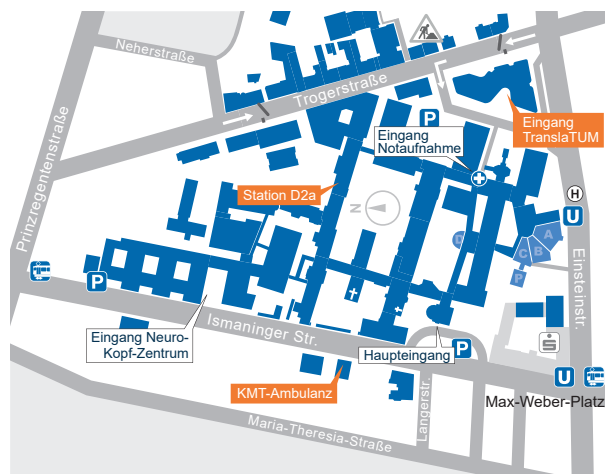 Neherstraße
Trogerstraße
Prinzregentenstraße
P
Eingang
TranslaTUM
Eingang
Notaufnahme
Station D2a
N
H
U
A
B
C
D
P
Einsteinstr.
P
Eingang Neuro-
Kopf-Zentrum
Ismaninger Str.
Haupteingang
P
S
KMT-Ambulanz
Langerstr.
U
Max-Weber-Platz
Maria-Theresia-Straße